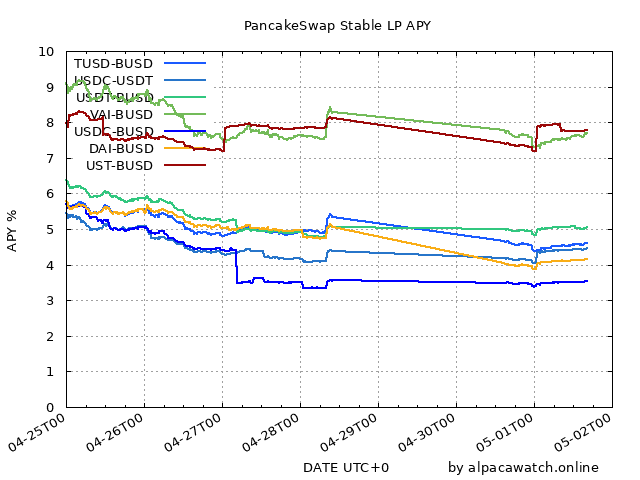 PancakeSwap Stable LP APY
10
9
8
7
6
5
4
3
2
1
0
APY %
TUSD-BUSD
USDC-USDT
USDT-BUSD
VAI-BUSD
USDC-BUSD
DAI-BUSD
UST-BUSD
04-25T00
04-26T00
04-27T00
04-28T00
04-29T00
04-30T00
05-01T00
05-02T00
DATE UTC+0
by alpacawatch.online